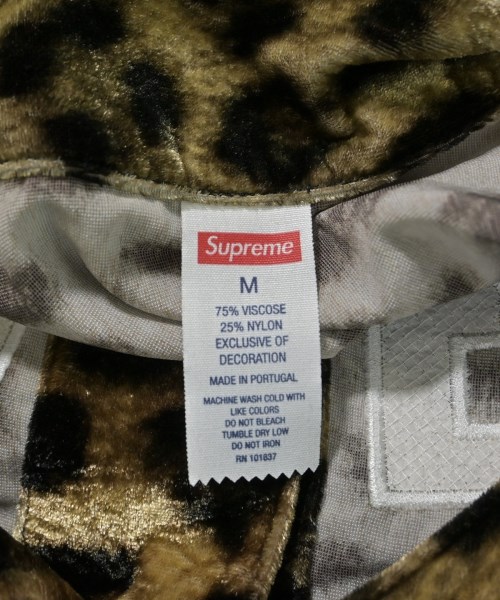 Supreme
M
75% VISCOSE
25% NYLON
EXCLUSIVE OF
DECORATION
MADE IN PORTUGAL
MACHINE WASH COLD WITH
LIKE COLORS
DO NOT BLEACH
TUMBLE DRY LOW
DO NOT IRON
RN 101837